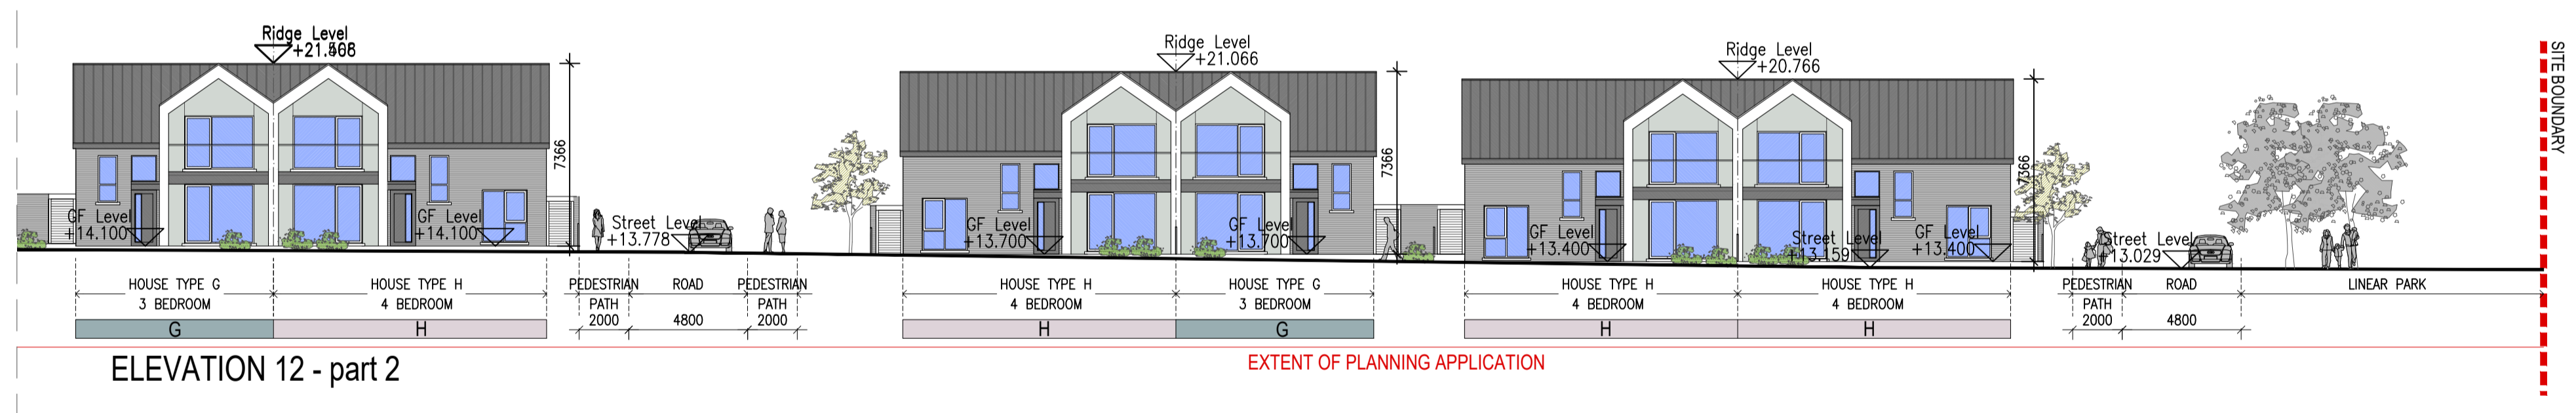 Ridge Level
Ridge Level
+21.066
Ridge Level
+20.766
SITE BOUNDARY
7366
7366
7366
GF Level
+14.100
GF Level
+14.100
Street Level
+13.778
GF Level
+13.700
GF Level
+13.700
GF Level
+13.400
Street Level
+13.159
GF Level
+13.400
Street Level
+13.029
HOUSE TYPE G
3 BEDROOM
HOUSE TYPE H
4 BEDROOM
PEDESTRIAN
PATH
2000
ROAD
4800
PEDESTRIAN
PATH
2000
HOUSE TYPE H
4 BEDROOM
HOUSE TYPE G
3 BEDROOM
HOUSE TYPE H
4 BEDROOM
HOUSE TYPE H
4 BEDROOM
PEDESTRIAN
PATH
2000
ROAD
4800
LINEAR PARK
G
H
H
G
H
H
ELEVATION 12 - part 2
EXTENT OF PLANNING APPLICATION